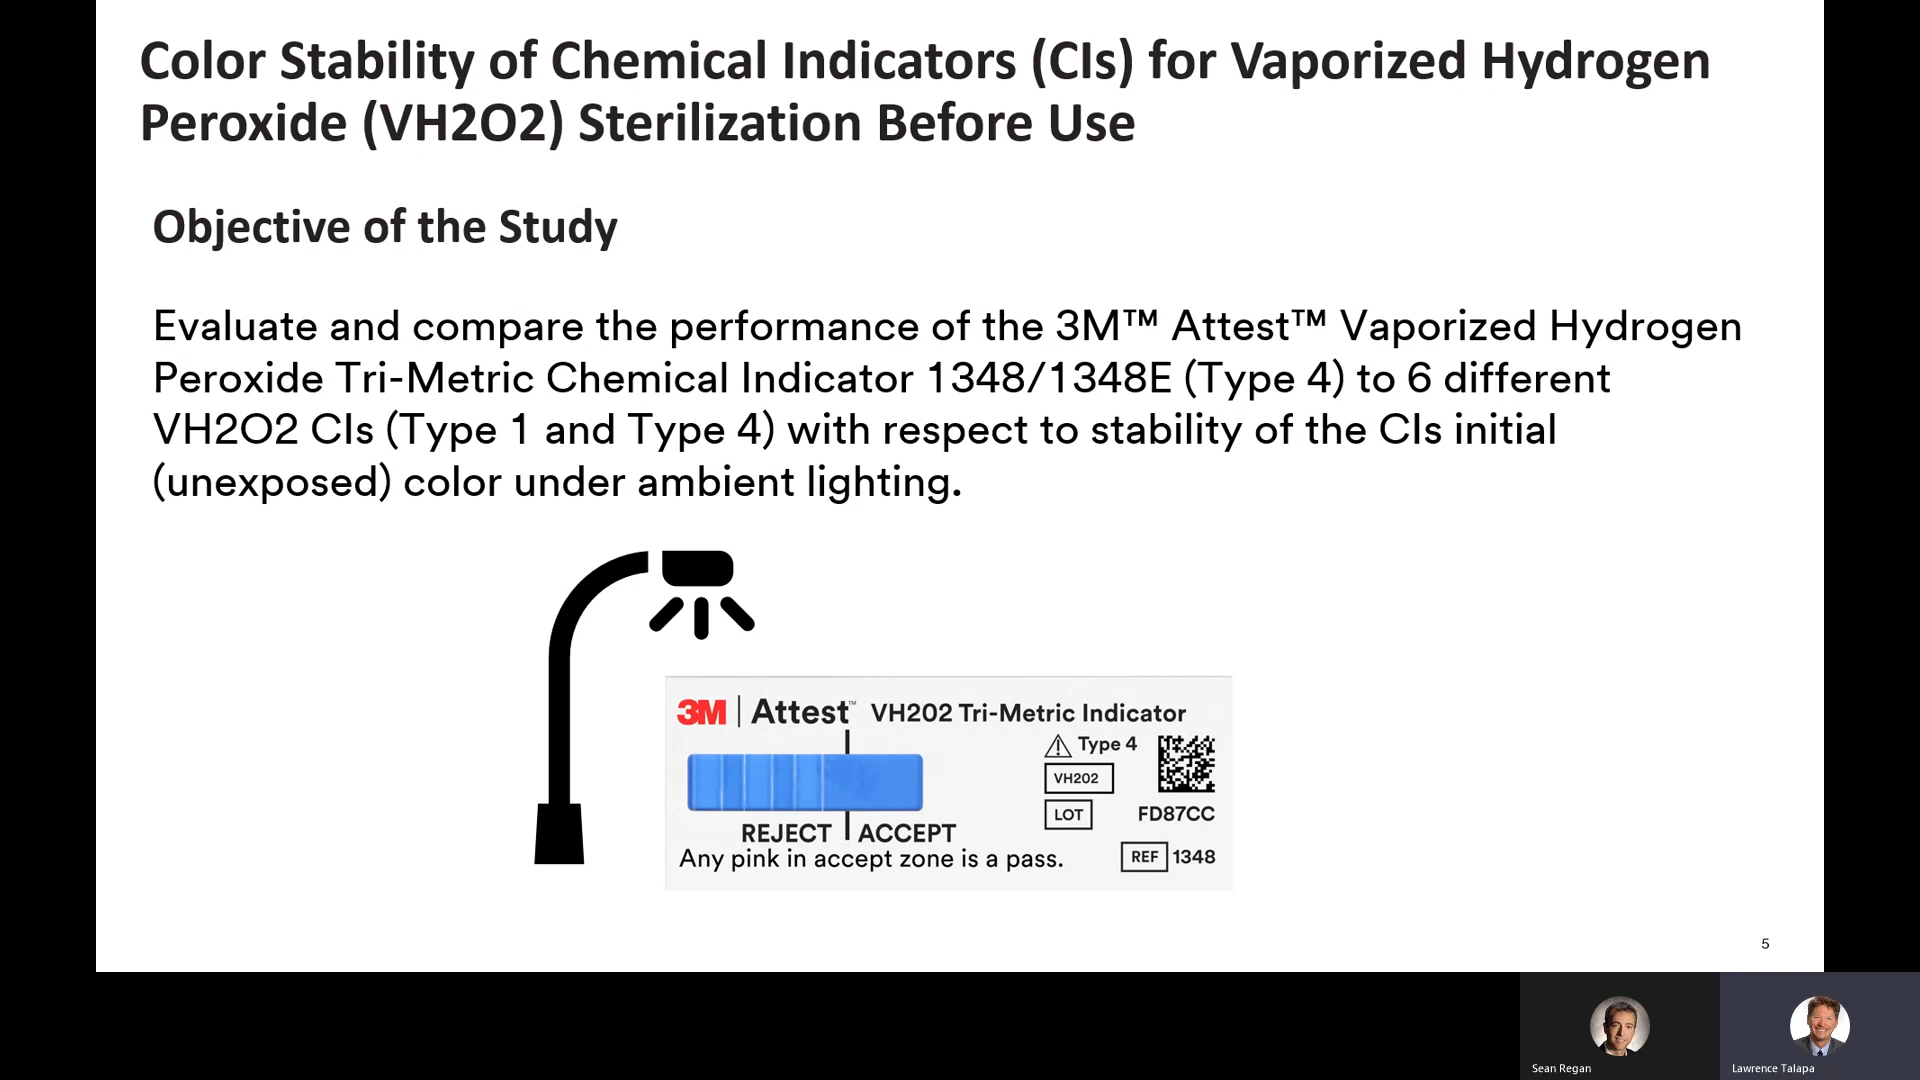 Color Stability of Chemical Indicators (CIs) for Vaporized Hydrogen
Peroxide (VH2O2) Sterilization Before Use
Objective of the Study
Evaluate and compare the performance of the 3M™ Attest™ Vaporized Hydrogen
Peroxide Tri-Metric Chemical Indicator 1348/1348E (Type 4) to 6 different
VH2O2 CIs (Type 1 and Type 4) with respect to stability of the CIs initial
(unexposed) color under ambient lighting.
3M | Attest™ VH202 Tri-Metric Indicator
Type 4
VH202
LOT FD87CC
REJECT ACCEPT
Any pink in accept zone is a pass.
REF 1348
5
Sean Regan
Lawrence Talapa